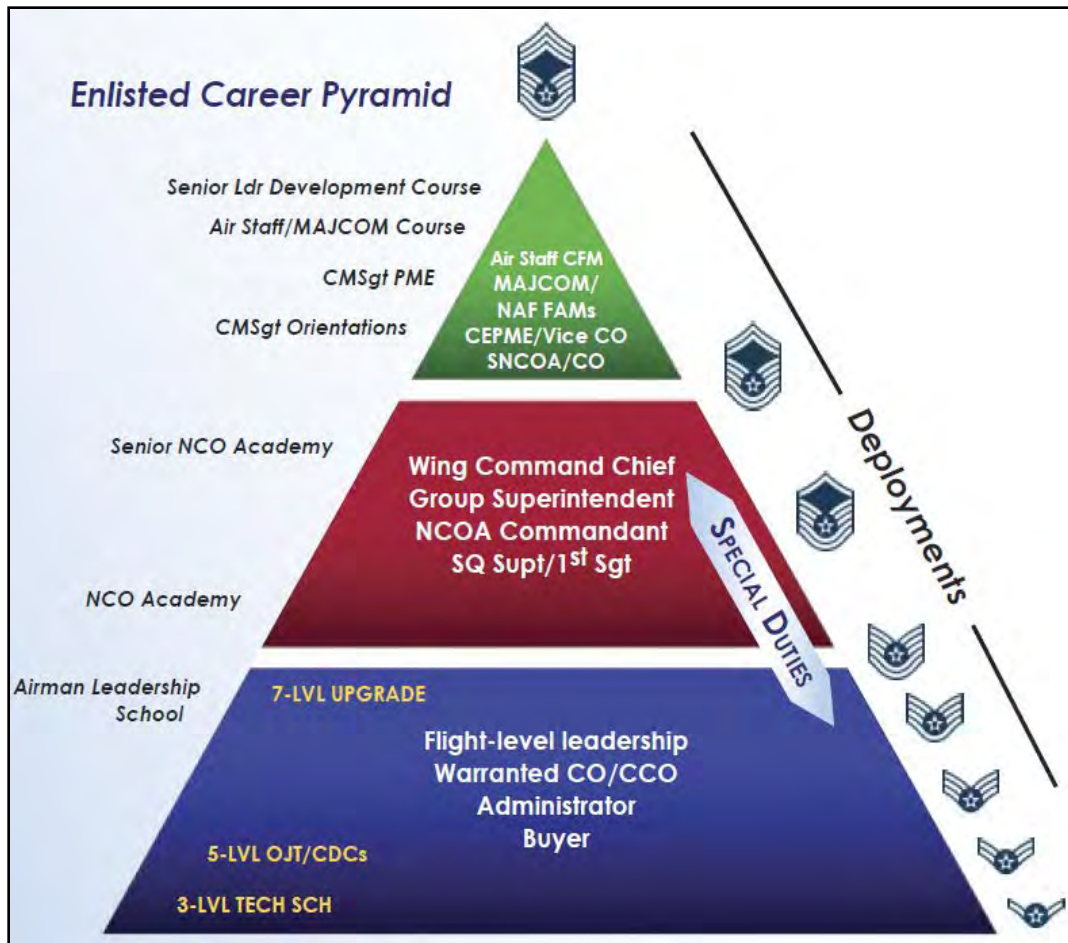 Enlisted Career Pyramid
Senior Ldr Development Course
Air Staff/MAJCOM Course
CMSgt PME
CMSgt Orientations
Air Staff CFM
MAJCOM/
NAF FAMs
CEPME/Vice CO
SNCOA/CO
Senior NCO Academy
NCO Academy
Wing Command Chief
Group Superintendent
NCOA Commandant
SQ Supt/1st Sgt
SPECIAL DUTIES
Deployments
Airman Leadership
School
7-LVL UPGRADE
Flight-level leadership
Warranted CO/CCO
Administrator
Buyer
5-LVL OJT/CDCs
3-LVL TECH SCH